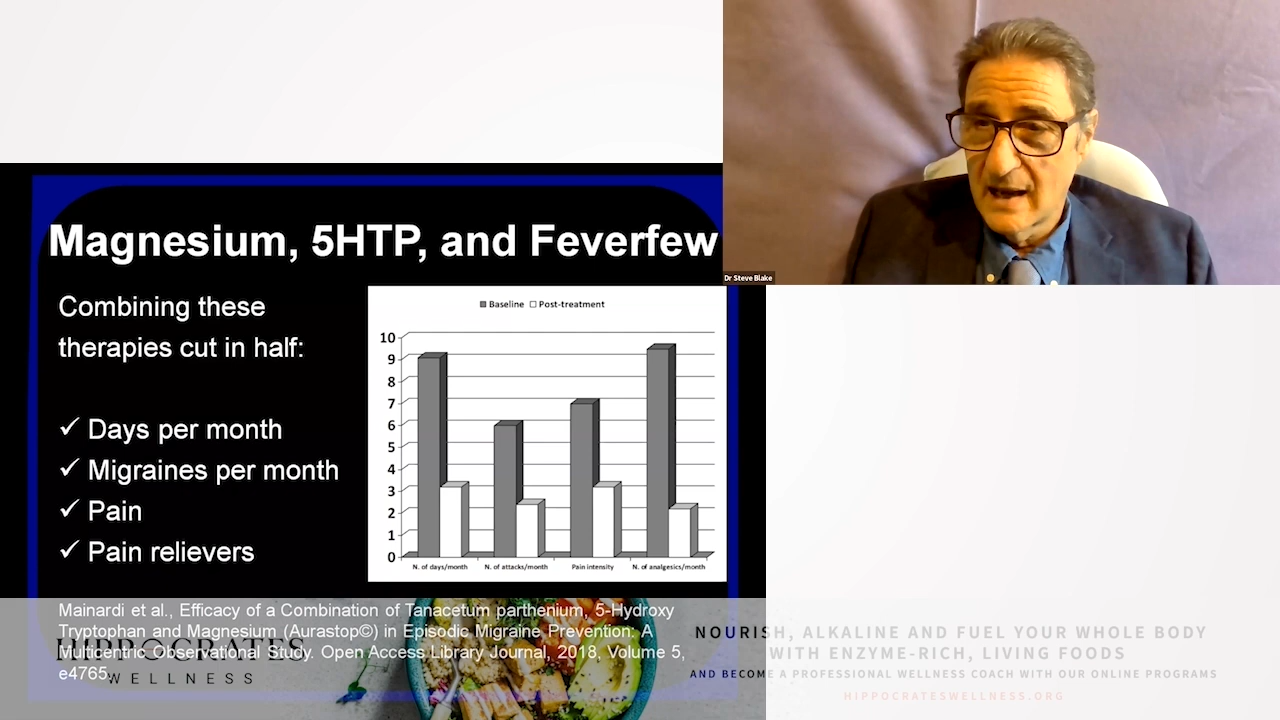 Dr Steve Blake
Magnesium, 5HTP, and Feverfew
Combining these
therapies cut in half:
✓ Days per month
✓ Migraines per month
✓ Pain
✓ Pain relievers
Baseline Post-treatment
10
9
8
7
6
5
4
3
2
1
0
N. of days/month N. of attacks/month Pain intensity N. of analgesics/month
Mainardi et al., Efficacy of a Combination of Tanacetum parthenium, 5-Hydroxy
Tryptophan and Magnesium (Aurastop©) in Episodic Migraine Prevention: A
Multicentric Observational Study. Open Access Library Journal, 2018, Volume 5,
e4765.
HIPPOCRATES
WELLNESS
NOURISH, ALKALINE AND FUEL YOUR WHOLE BODY
WITH ENZYME-RICH, LIVING FOODS
AND BECOME A PROFESSIONAL WELLNESS COACH WITH OUR ONLINE PROGRAMS
HIPPOCRATESWELLNESS.ORG